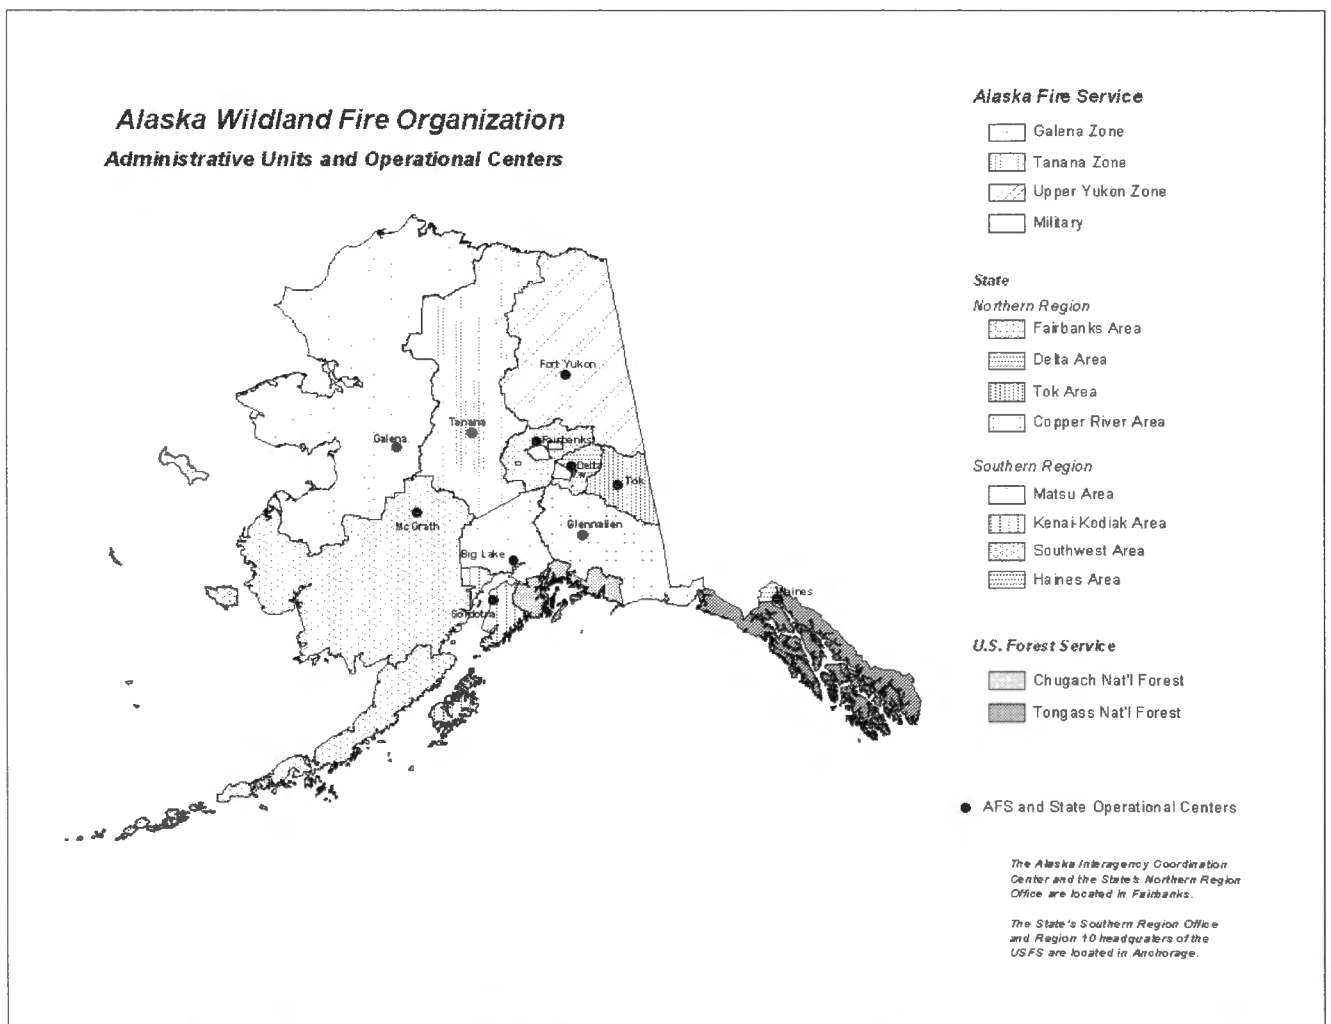 Alaska Wildland Fire Organization
Administrative Units and Operational Centers
Alaska Fire Service
Galena Zone
Tanana Zone
Upper Yukon Zone
Military
State
Northern Region
Fairbanks Area
Delta Area
Tok Area
Copper River Area
Southern Region
Matsu Area
Kenai-Kodiak Area
Southwest Area
Haines Area
U.S. Forest Service
Chugach Nat'l Forest
Tongass Nat'l Forest
AFS and State Operational Centers
The Alaska Interagency Coordination
Center and the State's Northern Region
Office are located in Fairbanks.
The State's Southern Region Office
and Region 10 headquaters of the
USFS are located in Anchorage.
Fort Yukon
Tanana
Galena
Fairbanks
Delta
Tok
McGrath
Glennallen
Big Lake
Soldotna
Haines